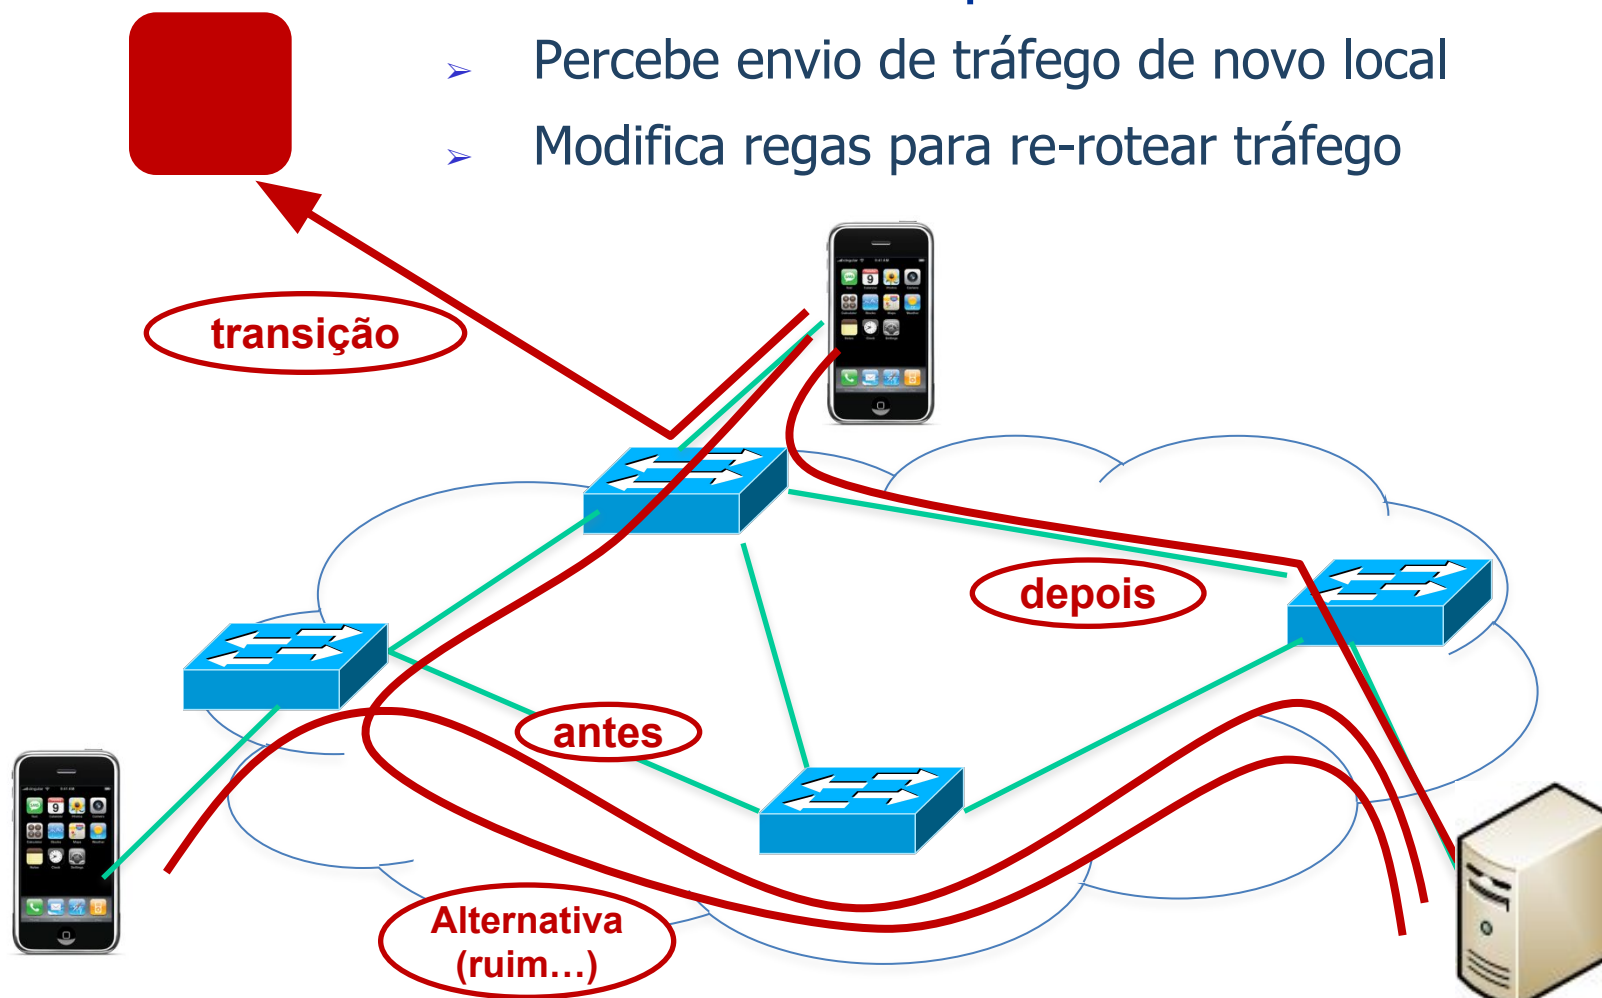 Percebe envio de tráfego de novo local
Modifica regas para re-rotear tráfego
transição
depois
antes
Alternativa
(ruim...)